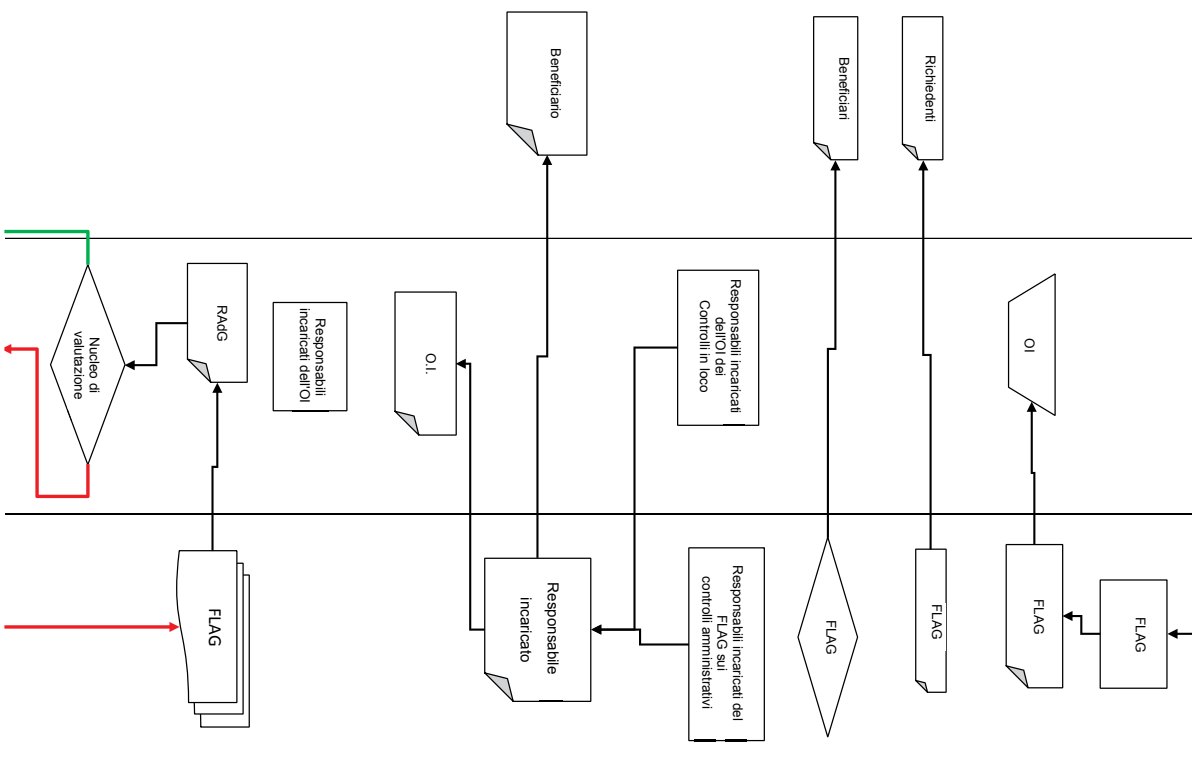 FLAG
OI
FLAG
Richiedenti
FLAG
Beneficiari
FLAG
Responsabili incaricati
dell'OI dei
Controlli in loco
Responsabili incaricati del
FLAG sui
controlli amministrativi
Beneficiario
Responsabile
incaricato
O.I.
Responsabili
incaricati dell'OI
RAdG
FLAG
Nucleo di
valutazione